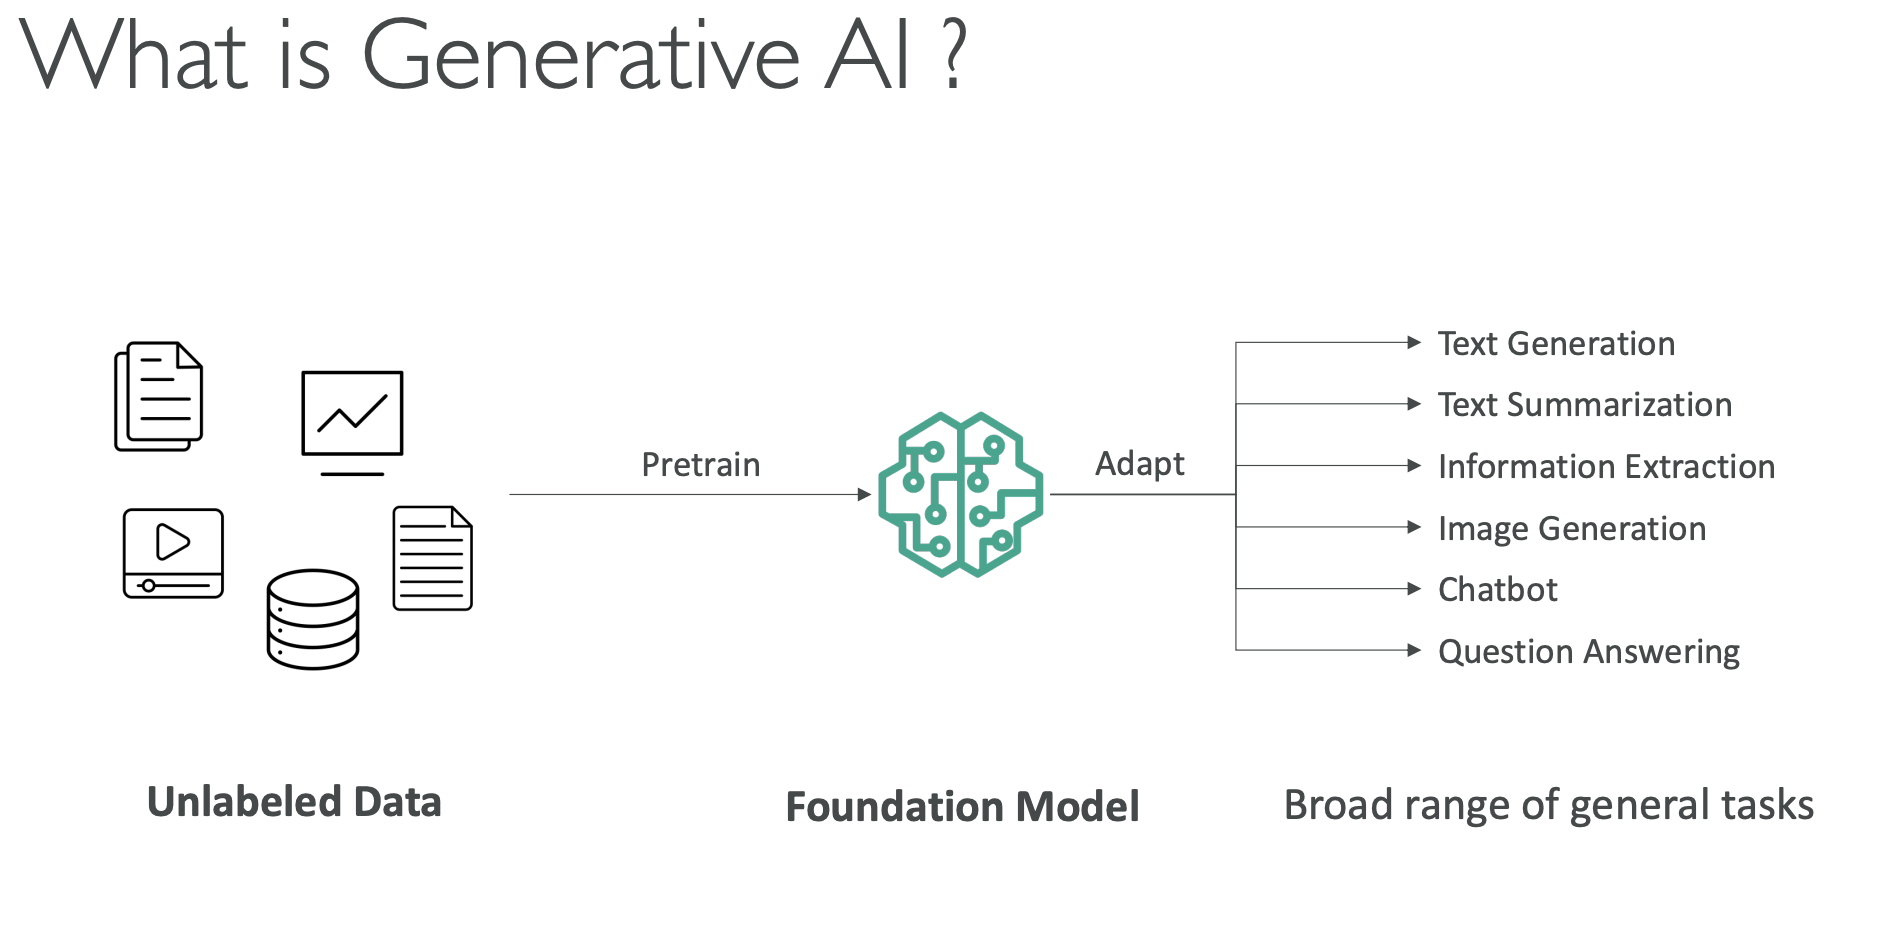 What is Generative AI ?
Pretrain
Adapt
Text Generation
Text Summarization
Information Extraction
Image Generation
Chatbot
Question Answering
Unlabeled Data
Foundation Model
Broad range of general tasks